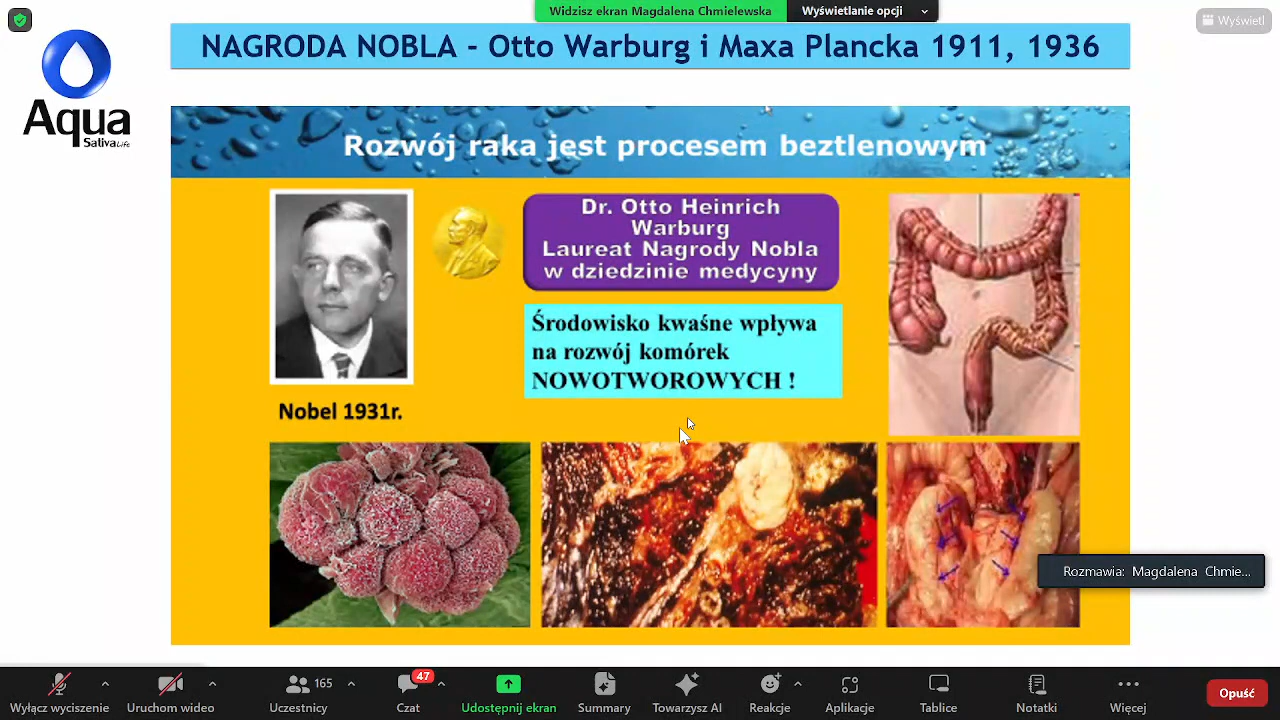 Widzisz ekran Magdalena Chmielewska
Wyświetlanie opcji
Wyświetl
NAGRODA NOBLA - Otto Warburg i Maxa Plancka 1911, 1936
Aqua
SalivaLife
Rozwój raka jest procesem beztlenowym
Dr. Otto Heinrich
Warburg
Laureat Nagrody Nobla
w dziedzinie medycyny
Środowisko kwaśne wpływa
na rozwój komórek
NOWOTWOROWYCH !
Nobel 1931r.
Rozmawia: Magdalena Chmie...
47
165
Wyłącz wyciszenie
Uruchom wideo
Uczestnicy
Czat
Udostępnij ekran
Summary
Towarzysz AI
Reakcje
Aplikacje
Tablice
Notatki
Więcej
Opuść